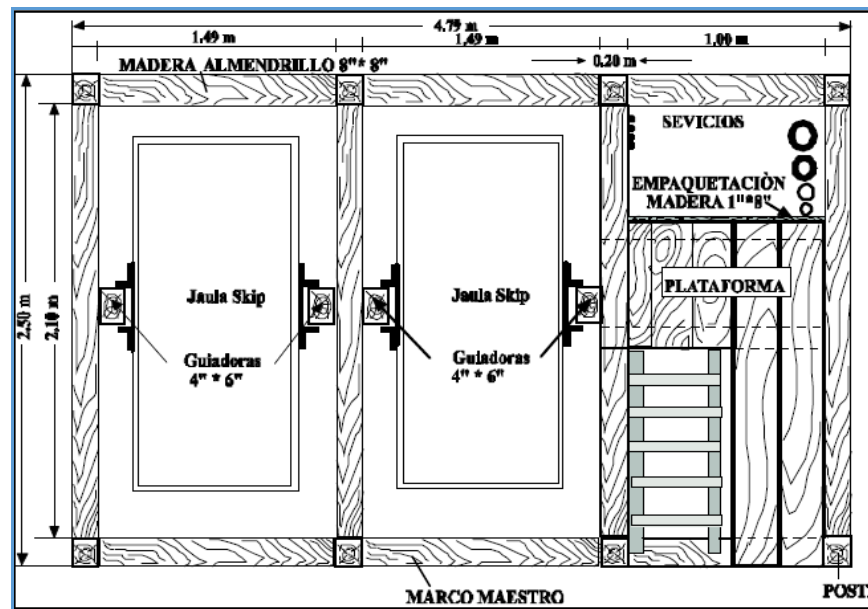 4.79 m
1.49 m
1,49 m
1,00 m
0.20 m
MADERA ALMENDRILLO 8"* 8"
SEVICIOS
EMPAQUETACIÒN
MADERA 1"*8"
PLATAFORMA
2,50 m
2,10 m
Jaula Skip
Jaula Skip
Guiadoras
4" * 6"
Guiadoras
4" * 6"
MARCO MAESTRO
POST